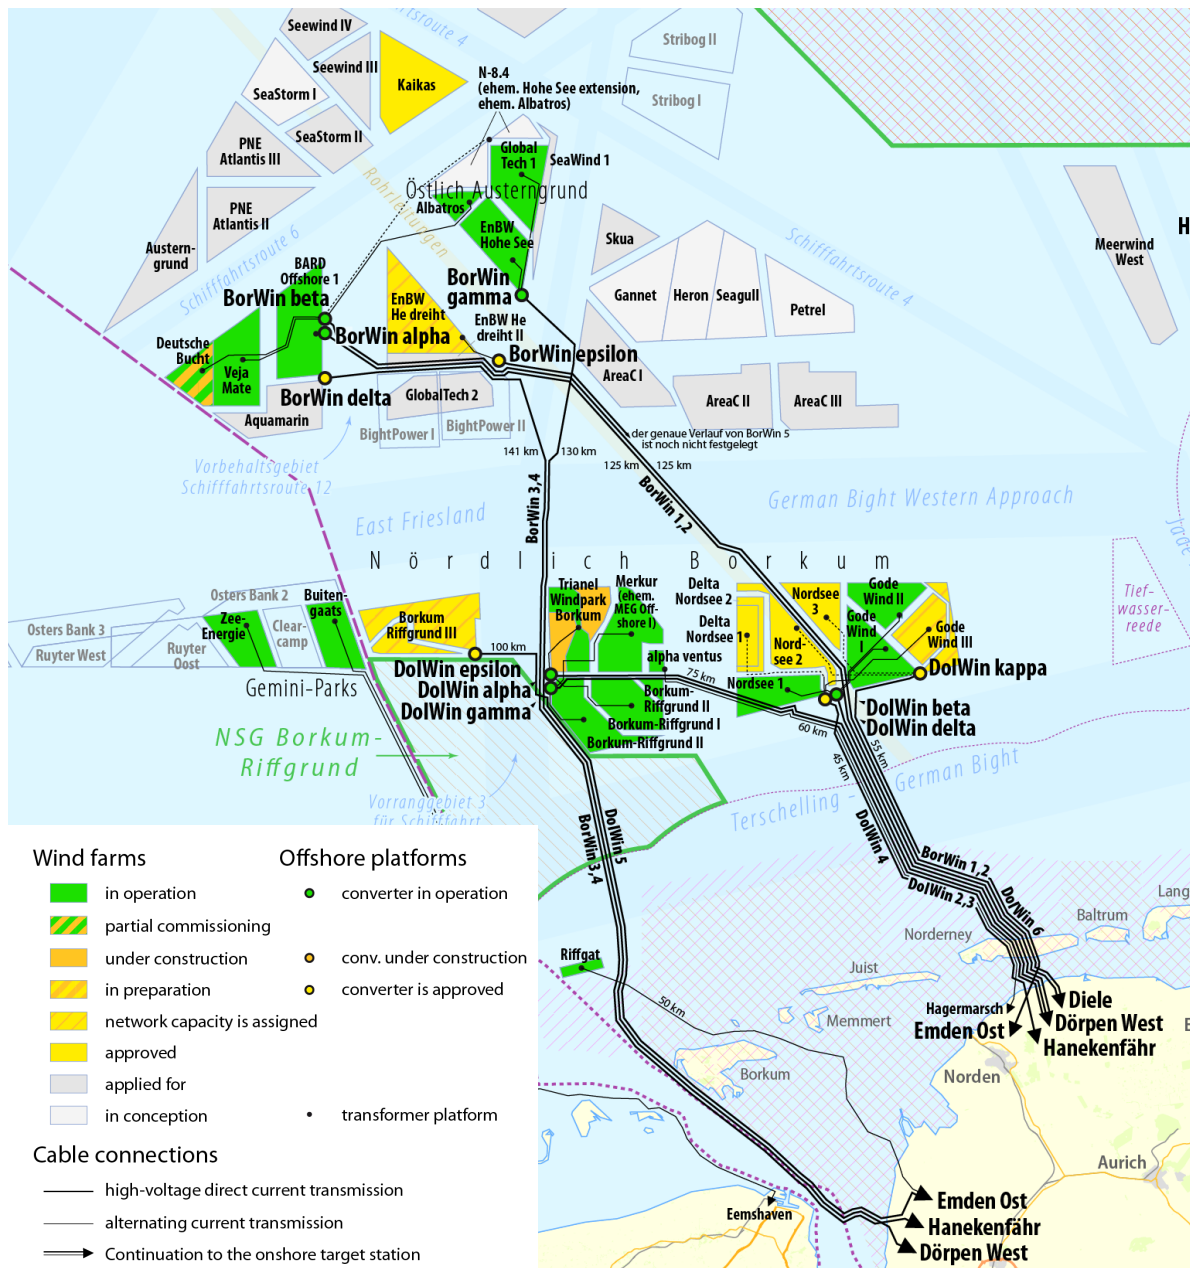 Schifffahrtsroute 4
Seewind IV
Seewind III
Kaikas
SeaStorm I
SeaStorm II
PNE
Atlantis III
PNE
Atlantis II
Austern-
grund
Schifffahrtsroute 6
Rohrleitungen
N-8.4
(ehem. Hohe See extension,
ehem. Albatros)
Stribog II
Stribog I
Global
Tech 1
SeaWind 1
Östlich Austerngrund
Albatros
EnBW
Hohe See
BorWin
gamma
Skua
Schifffahrtsroute 4
Meerwind
West
H
Gannet
Heron
Seagull
Petrel
BARD
Offshore 1
BorWin beta
BorWin alpha
EnBW
He dreiht
EnBW He
dreiht II
BorWin epsilon
Deutsche
Bucht
Veja
Mate
BorWin delta
Aquamarin
GlobalTech 2
BightPower I
BightPower II
AreaC I
AreaC II
AreaC III
der genaue Verlauf von BorWin 5
ist noch nicht festgelegt
141 km
130 km
125 km
125 km
Vorbehaltsgebiet
Schifffahrtsroute 12
BorWin 3,4
BorWin 1,2
East Friesland
German Bight Western Approach
Jade
Nördlich Borkum
Osters Bank 3
Ruyter West
Osters Bank 2
Ruyter
Oost
Zee-
Energie
Clear-
camp
Buiten-
gaats
Gemini-Parks
Borkum
Riffgrund III
100 km
Trianel
Windpark
Borkum
Merkur
(ehem.
MEG Off-
shore I)
Delta
Nordsee 2
Delta
Nordsee 1
Nordsee
3
Nord-
see 2
Gode
Wind II
Gode
Wind
I
Gode
Wind III
Tief-
wasser-
reede
alpha ventus
75 km
Nordsee 1
DolWin epsilon
DolWin alpha
DolWin gamma
DolWin kappa
DolWin beta
DolWin delta
Borkum-
Riffgrund II
Borkum-Riffgrund I
Borkum-Riffgrund II
60 km
45 km
55 km
NSG Borkum-
Riffgrund
Vorranggebiet 3
für Schifffahrt
Terschelling - German Bight
DolWin 5
BorWin 3,4
DolWin 4
BorWin 1,2
DolWin 2,3
DolWin 6
Lang
Baltrum
Norderney
Juist
Memmert
Borkum
Riffgat
50 km
Hagermarsch
Emden Ost
Diele
Dörpen West
Hanekenfähr
E
Norden
Aurich
Eemshaven
Emden Ost
Hanekenfähr
Dörpen West
Wind farms
in operation
partial commissioning
under construction
in preparation
network capacity is assigned
approved
applied for
in conception
Offshore platforms
converter in operation
conv. under construction
converter is approved
transformer platform
Cable connections
high-voltage direct current transmission
alternating current transmission
Continuation to the onshore target station